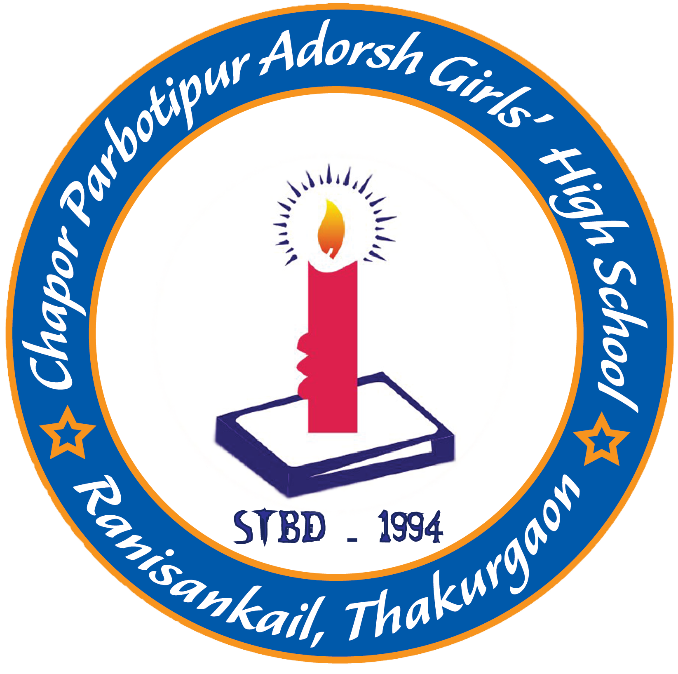 Chapor Parbotipur Adorsh Girls' High School
STBD - 1994
Ranisankail, Thakurgaon